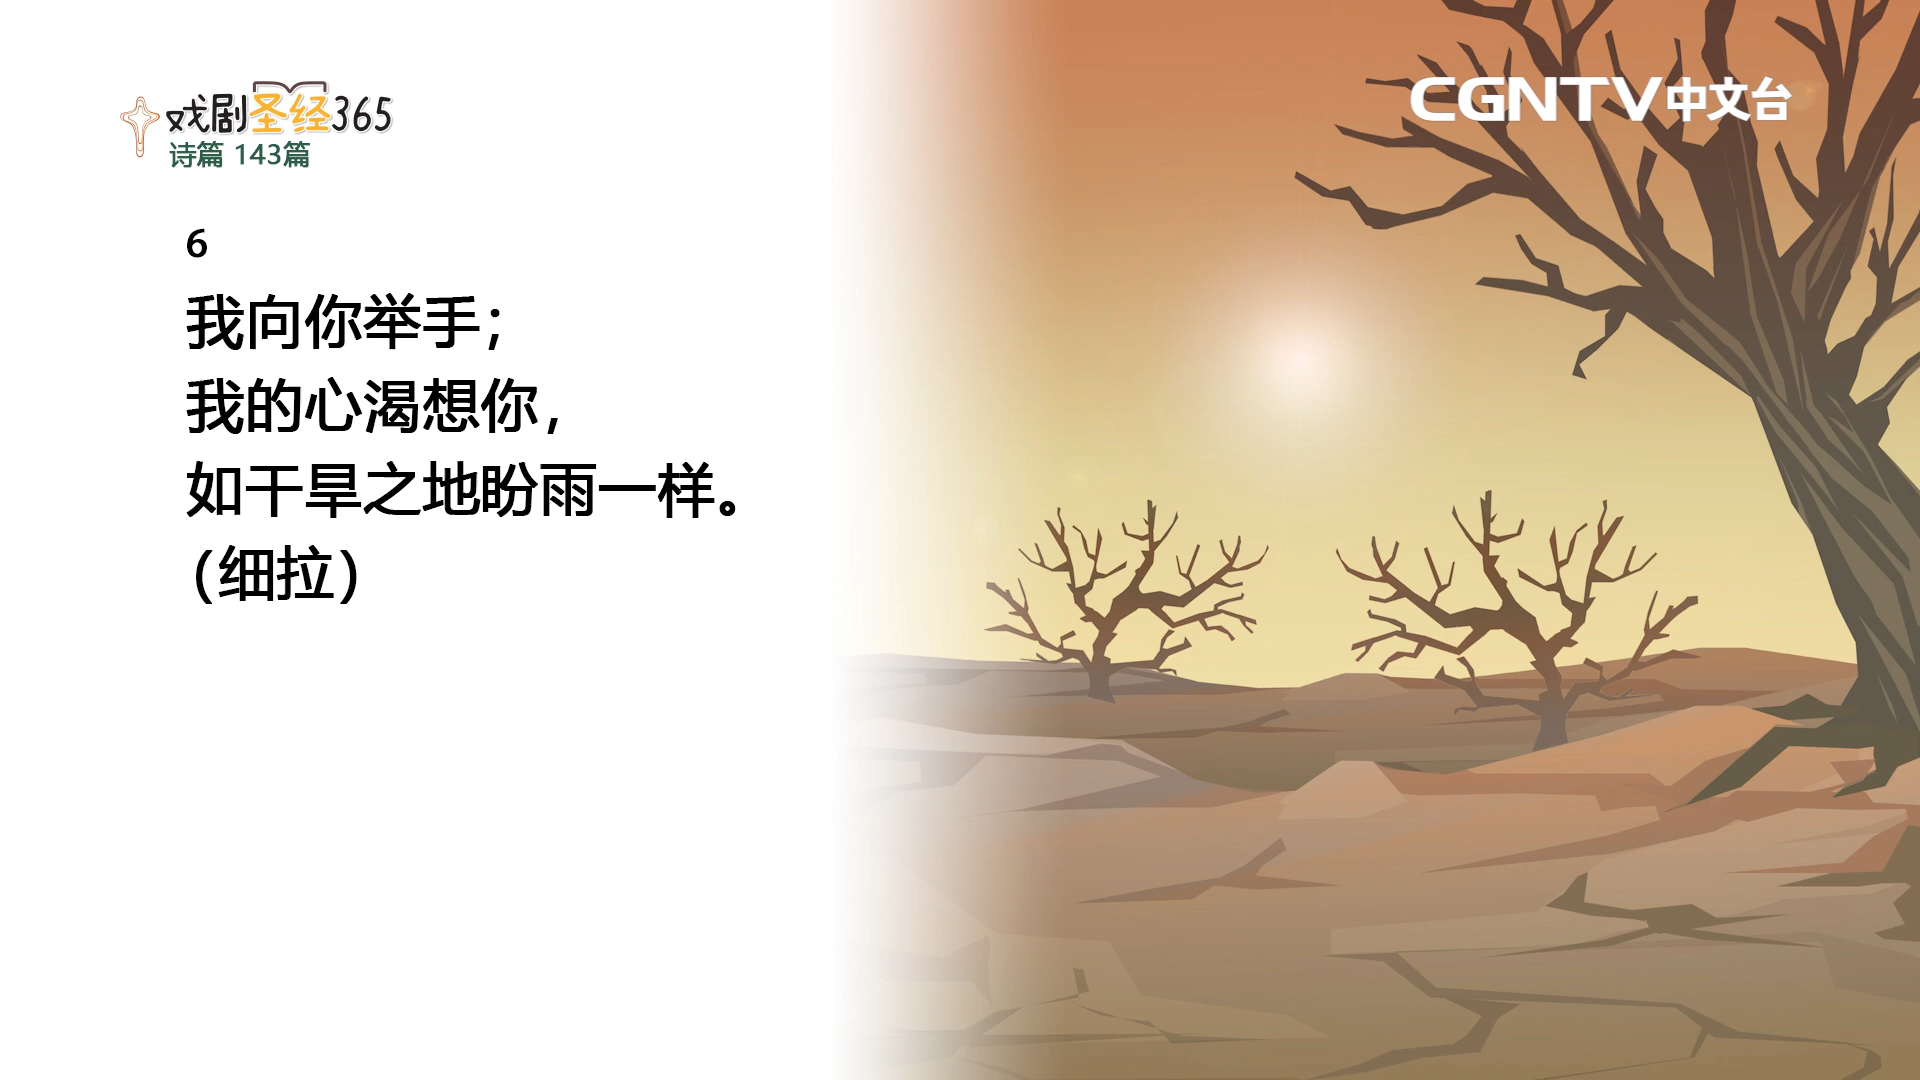 戏剧圣经365
诗篇 143篇
CGNTV中文台
6
我向你举手；
我的心渴想你，
如干旱之地盼雨一样。
（细拉）